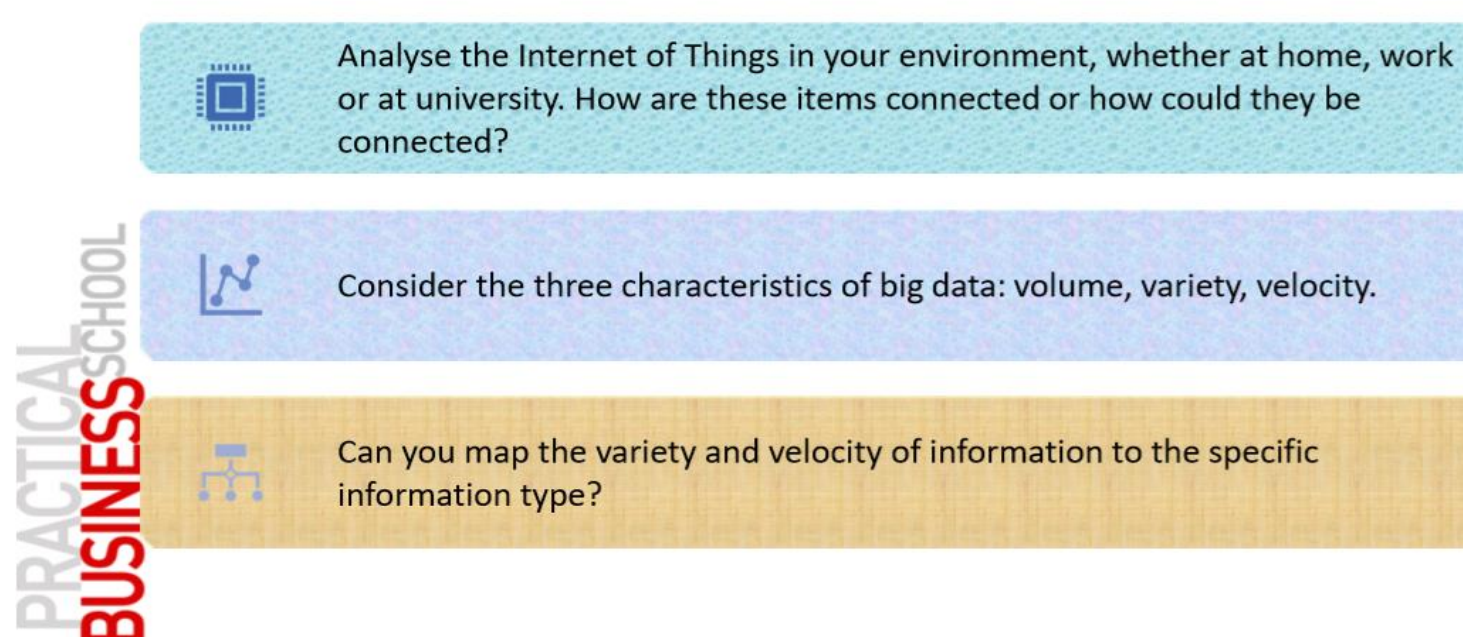 Analyse the Internet of Things in your environment, whether at home, work
or at university. How are these items connected or how could they be
connected?
Consider the three characteristics of big data: volume, variety, velocity.
Can you map the variety and velocity of information to the specific
information type?
PRACTICAL
BUSINESS SCHOOL